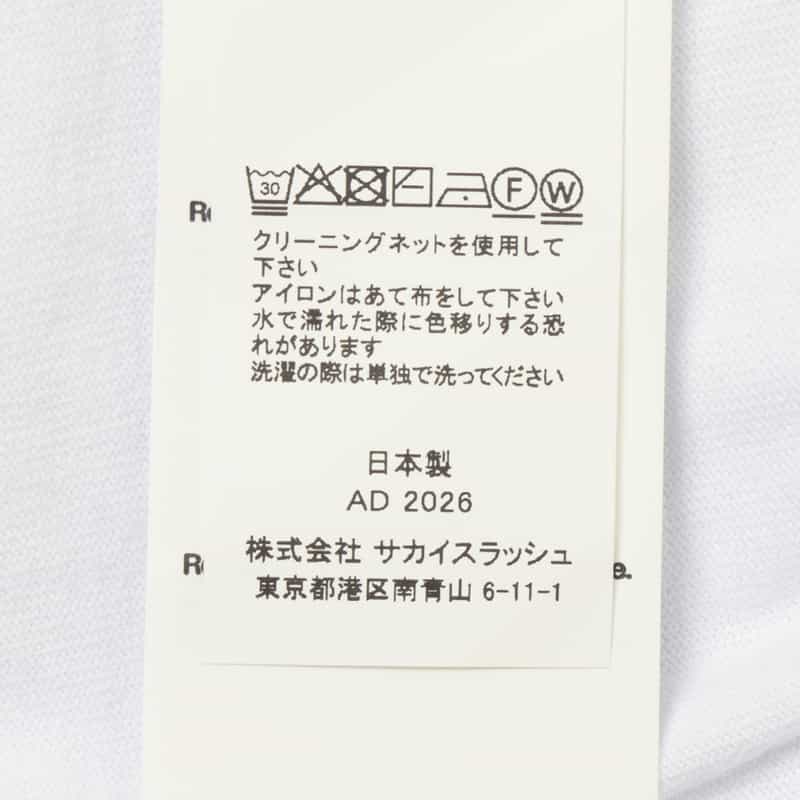 30
F W
Re
クリーニングネットを使用して
下さい
アイロンはあて布をして下さい
水で濡れた際に色移りする恐
れがあります
洗濯の際は単独で洗ってください
日本製
AD 2026
株式会社 サカイスラッシュ
R e.
東京都港区南青山 6-11-1